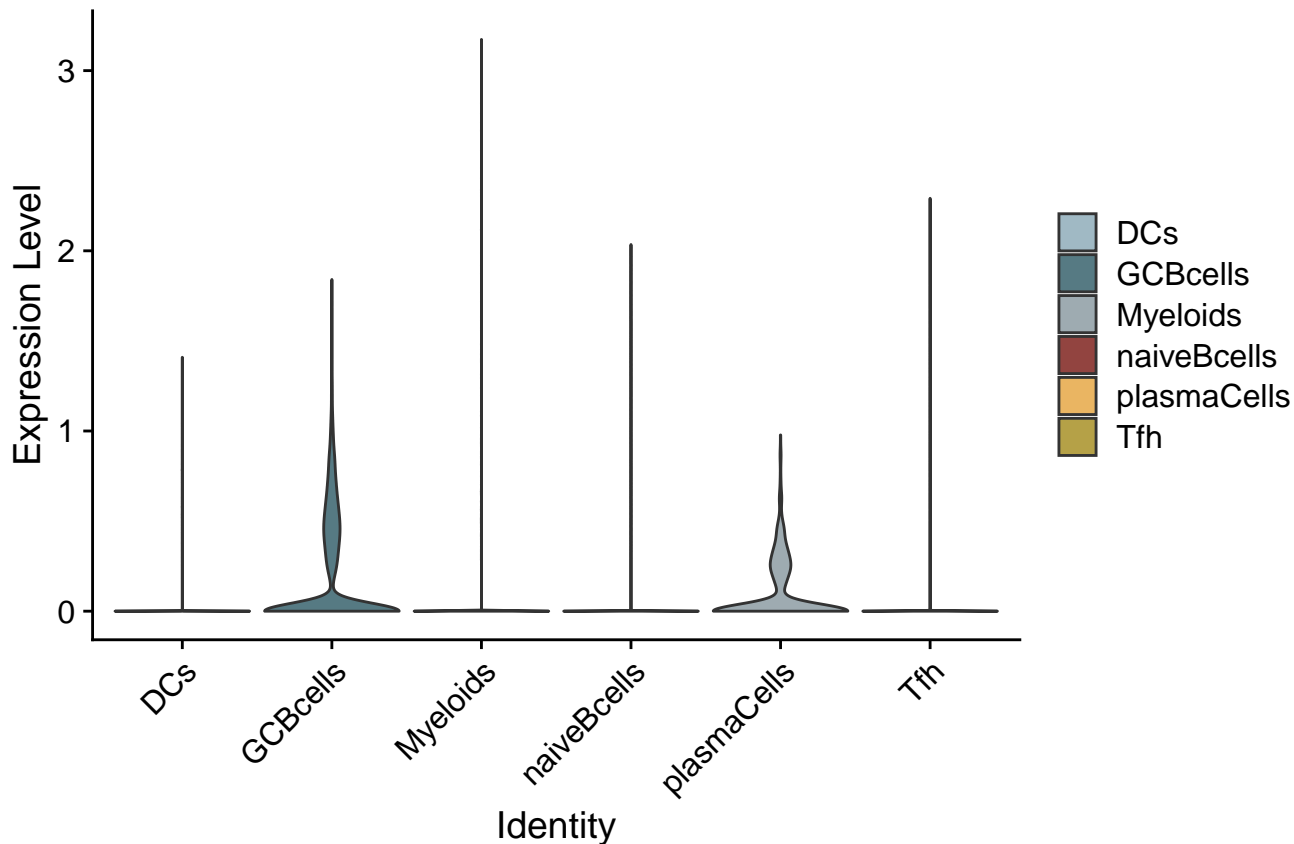 Expression Level
3
2
1
0
DCs
GCBcells
Myeloids
naiveBcells
plasmaCells
Tfh
Identity
DCs
GCBcells
Myeloids
naiveBcells
plasmaCells
Tfh